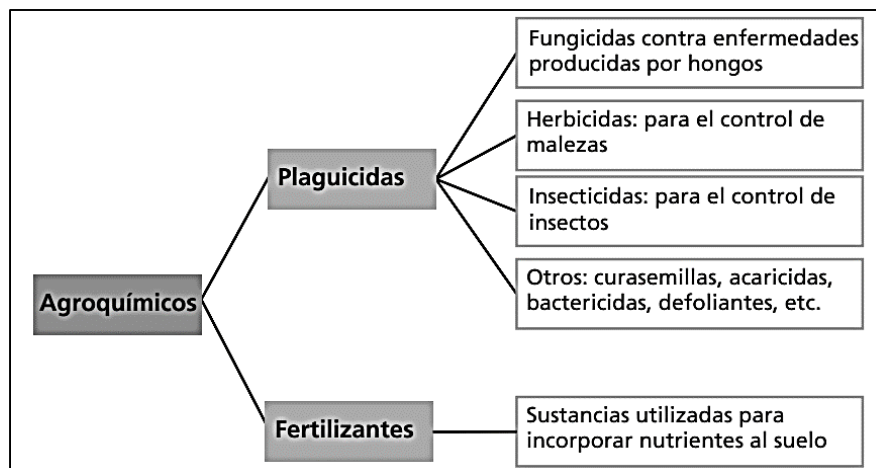 Fungicidas contra enfermedades
producidas por hongos
Herbicidas: para el control de
malezas
Plaguicidas
Insecticidas: para el control de
insectos
Otros: curasemillas, acaricidas,
bactericidas, defoliantes, etc.
Agroquímicos
Fertilizantes
Sustancias utilizadas para
incorporar nutrientes al suelo